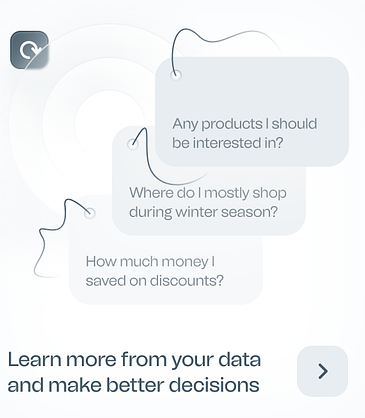 Any products I should
be interested in?
Where do I mostly shop
during winter season?
How much money I
saved on discounts?
Learn more from your data
and make better decisions